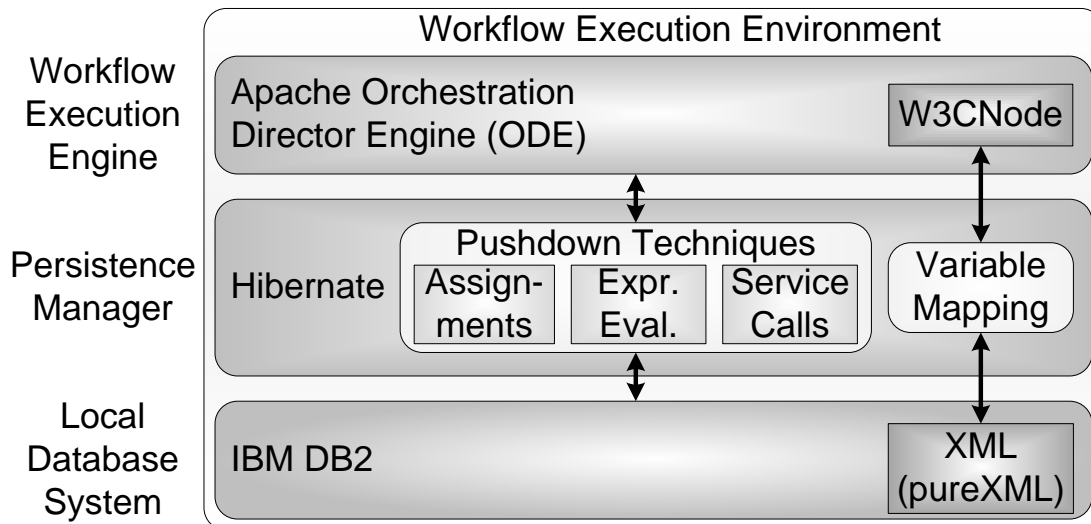 Workflow Execution Environment
Workflow
Execution
Engine
Apache Orchestration
Director Engine (ODE)
W3CNode
Persistence
Manager
Hibernate
Pushdown Techniques
Assign-
ments
Expr.
Eval.
Service
Calls
Variable
Mapping
Local
Database
System
IBM DB2
XML
(pureXML)